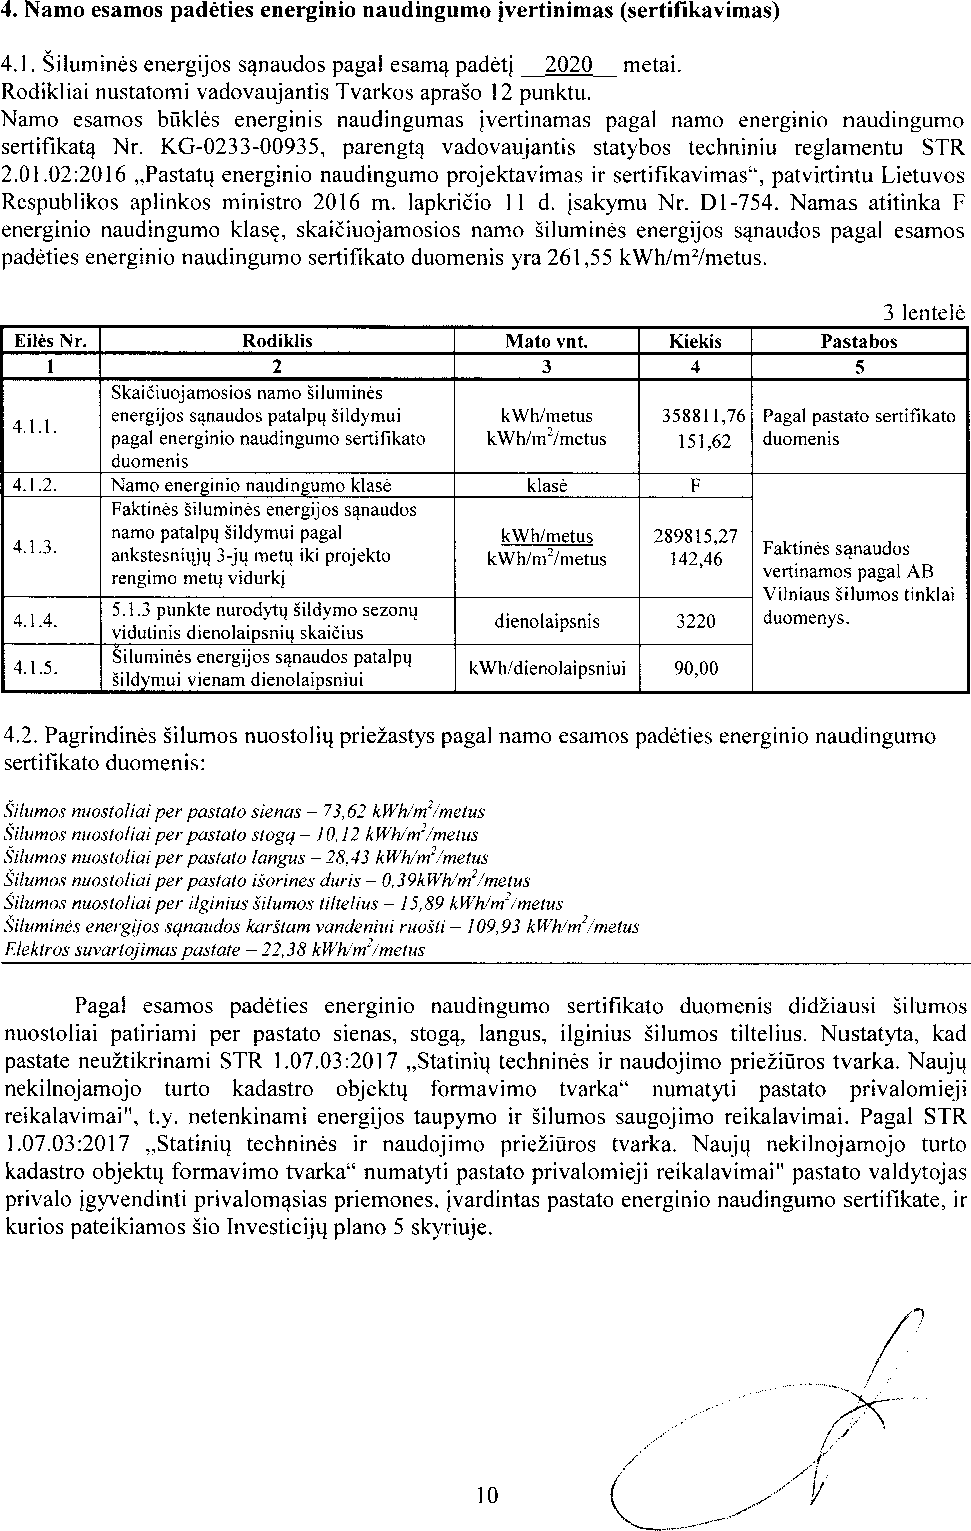 4. Namo esamos padėties energinio naudingumo įvertinimas (sertifikavimas)
4.1. Šiluminės energijos sąnaudos pagal esamą padėtį __2020__ metai.
Rodikliai nustatomi vadovaujantis Tvarkos aprašo 12 punktu.
Namo esamos būklės energinis naudingumas įvertinamas pagal namo energinio naudingumo
sertifikatą Nr. KG-0233-00935, parengtą vadovaujantis statybos techniniu reglamentu STR
2.01.02:2016 „Pastatų energinio naudingumo projektavimas ir sertifikavimas“, patvirtintu Lietuvos
Respublikos aplinkos ministro 2016 m. lapkričio 11 d. įsakymu Nr. D1-754. Namas atitinka F
energinio naudingumo klasę, skaičiuojamosios namo šiluminės energijos sąnaudos pagal esamos
padėties energinio naudingumo sertifikato duomenis yra 261,55 kWh/m²/metus.
3 lentelė
Eilės Nr. Rodiklis Mato vnt. Kiekis Pastabos
1 2 3 4 5
4.1.1.
Skaičiuojamosios namo šiluminės
energijos sąnaudos patalpų šildymui
pagal energinio naudingumo sertifikato
duomenis
kWh/metus
kWh/m²/metus
358811,76
151,62
Pagal pastato sertifikato
duomenis
4.1.2. Namo energinio naudingumo klasė klasė F
4.1.3.
Faktinės šiluminės energijos sąnaudos
namo patalpų šildymui pagal
ankstesniųjų 3-jų metų iki projekto
rengimo metų vidurkį
kWh/metus
kWh/m²/metus
289815,27
142,46
Faktinės sąnaudos
vertinamos pagal AB
Vilniaus šilumos tinklai
duomenys.
4.1.4.
5.1.3 punkte nurodytų šildymo sezonų
vidutinis dienolaipsnių skaičius
dienolaipsnis 3220
4.1.5.
Šiluminės energijos sąnaudos patalpų
šildymui vienam dienolaipsniui
kWh/dienolaipsniui 90,00
4.2. Pagrindinės šilumos nuostolių priežastys pagal namo esamos padėties energinio naudingumo
sertifikato duomenis:
Šilumos nuostoliai per pastato sienas – 73,62 kWh/m²/metus
Šilumos nuostoliai per pastato stogą – 10,12 kWh/m²/metus
Šilumos nuostoliai per pastato langus – 28,43 kWh/m²/metus
Šilumos nuostoliai per pastato išorines duris – 0,39kWh/m²/metus
Šilumos nuostoliai per ilginius šilumos tiltelius – 15,89 kWh/m²/metus
Šiluminės energijos sąnaudos karštam vandeniui ruošti – 109,93 kWh/m²/metus
Elektros suvartojimas pastate – 22,38 kWh/m²/metus
Pagal esamos padėties energinio naudingumo sertifikato duomenis didžiausi šilumos
nuostoliai patiriami per pastato sienas, stogą, langus, ilginius šilumos tiltelius. Nustatyta, kad
pastate neužtikrinami STR 1.07.03:2017 „Statinių techninės ir naudojimo priežiūros tvarka. Naujų
nekilnojamojo turto kadastro objektų formavimo tvarka“ numatyti pastato privalomieji
reikalavimai", t.y. netenkinami energijos taupymo ir šilumos saugojimo reikalavimai. Pagal STR
1.07.03:2017 „Statinių techninės ir naudojimo priežiūros tvarka. Naujų nekilnojamojo turto
kadastro objektų formavimo tvarka“ numatyti pastato privalomieji reikalavimai" pastato valdytojas
privalo įgyvendinti privalomąsias priemones, įvardintas pastato energinio naudingumo sertifikate, ir
kurios pateikiamos šio Investicijų plano 5 skyriuje.
10